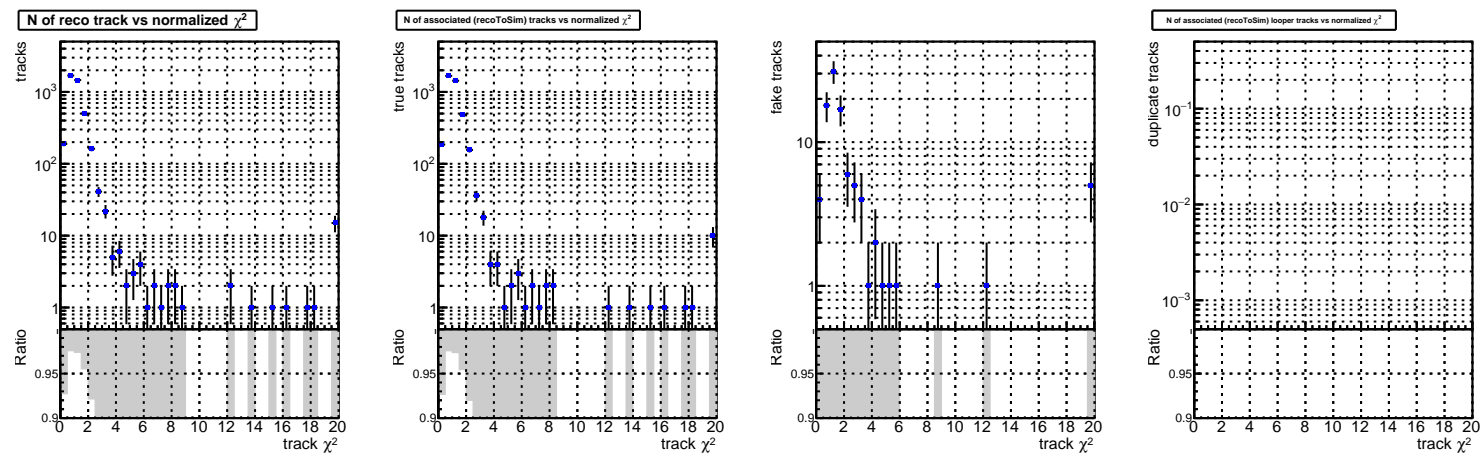 N of reco track vs normalized χ²
tracks
10³
10²
10
1
Ratio
0.95
0.9
0 2 4 6 8 10 12 14 16 18 20
track χ²
N of associated (recoToSim) tracks vs normalized χ²
true tracks
10³
10²
10
1
Ratio
0.95
0.9
0 2 4 6 8 10 12 14 16 18 20
track χ²
fake tracks
10
1
Ratio
0.95
0.9
0 2 4 6 8 10 12 14 16 18 20
track χ²
N of associated (recoToSim) looper tracks vs normalized χ²
duplicate tracks
10⁻¹
10⁻²
10⁻³
Ratio
0.95
0.9
0 2 4 6 8 10 12 14 16 18 20
track χ²